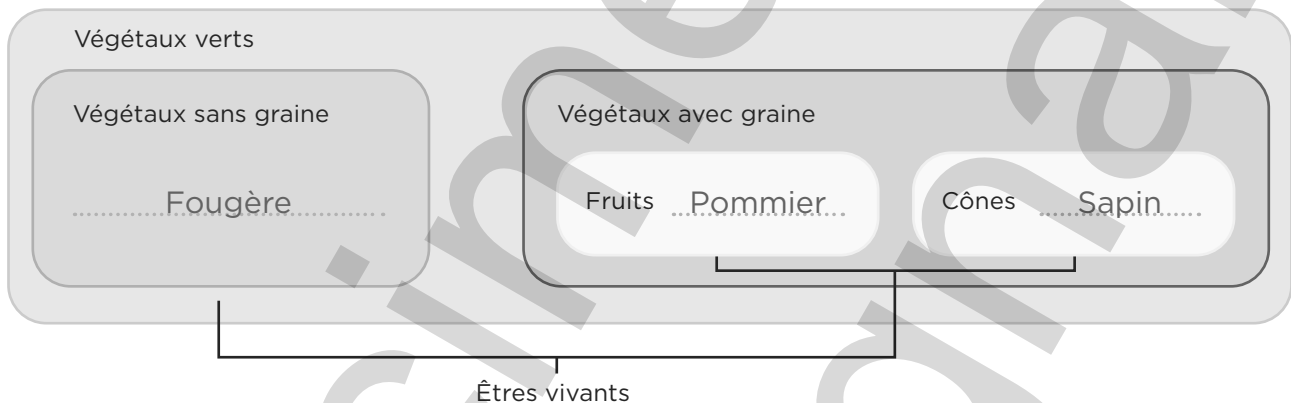 Végétaux verts
Végétaux sans graine
Végétaux avec graine
Fougère
Fruits Pommier
Cônes Sapin
Êtres vivants